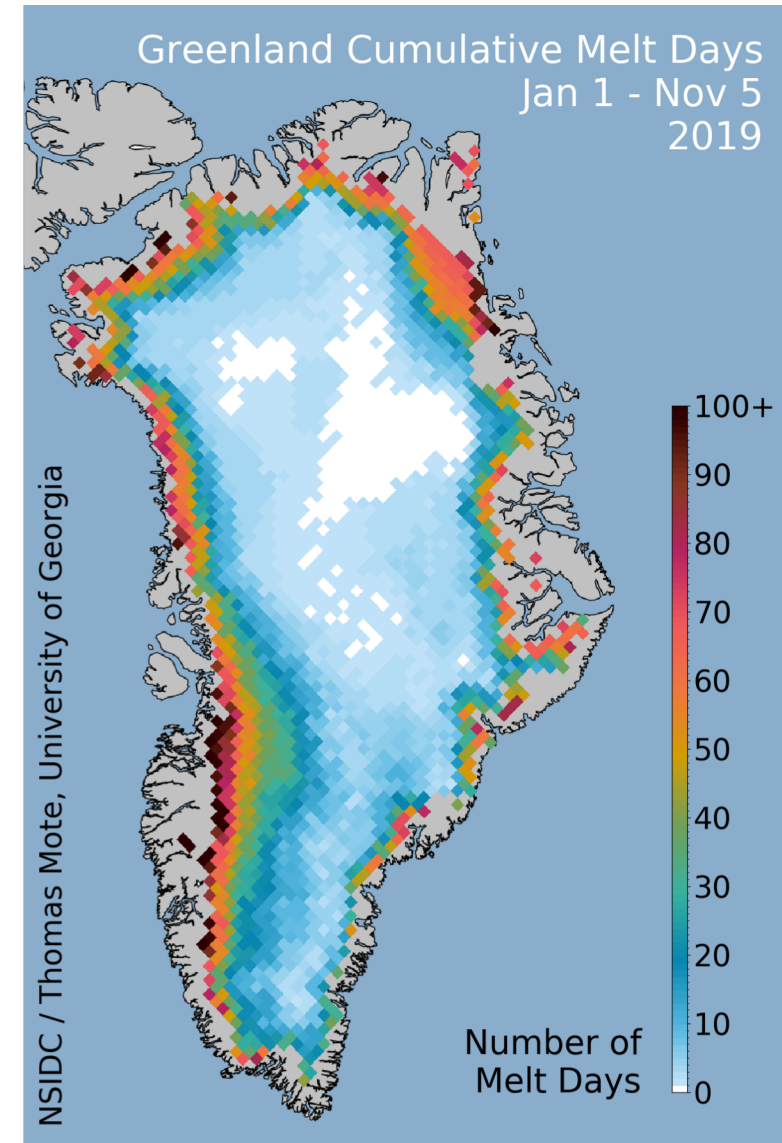 Greenland Cumulative Melt Days
Jan 1 - Nov 5
2019
100+
90
80
70
60
50
40
30
20
10
0
Number of
Melt Days
NSIDC / Thomas Mote, University of Georgia